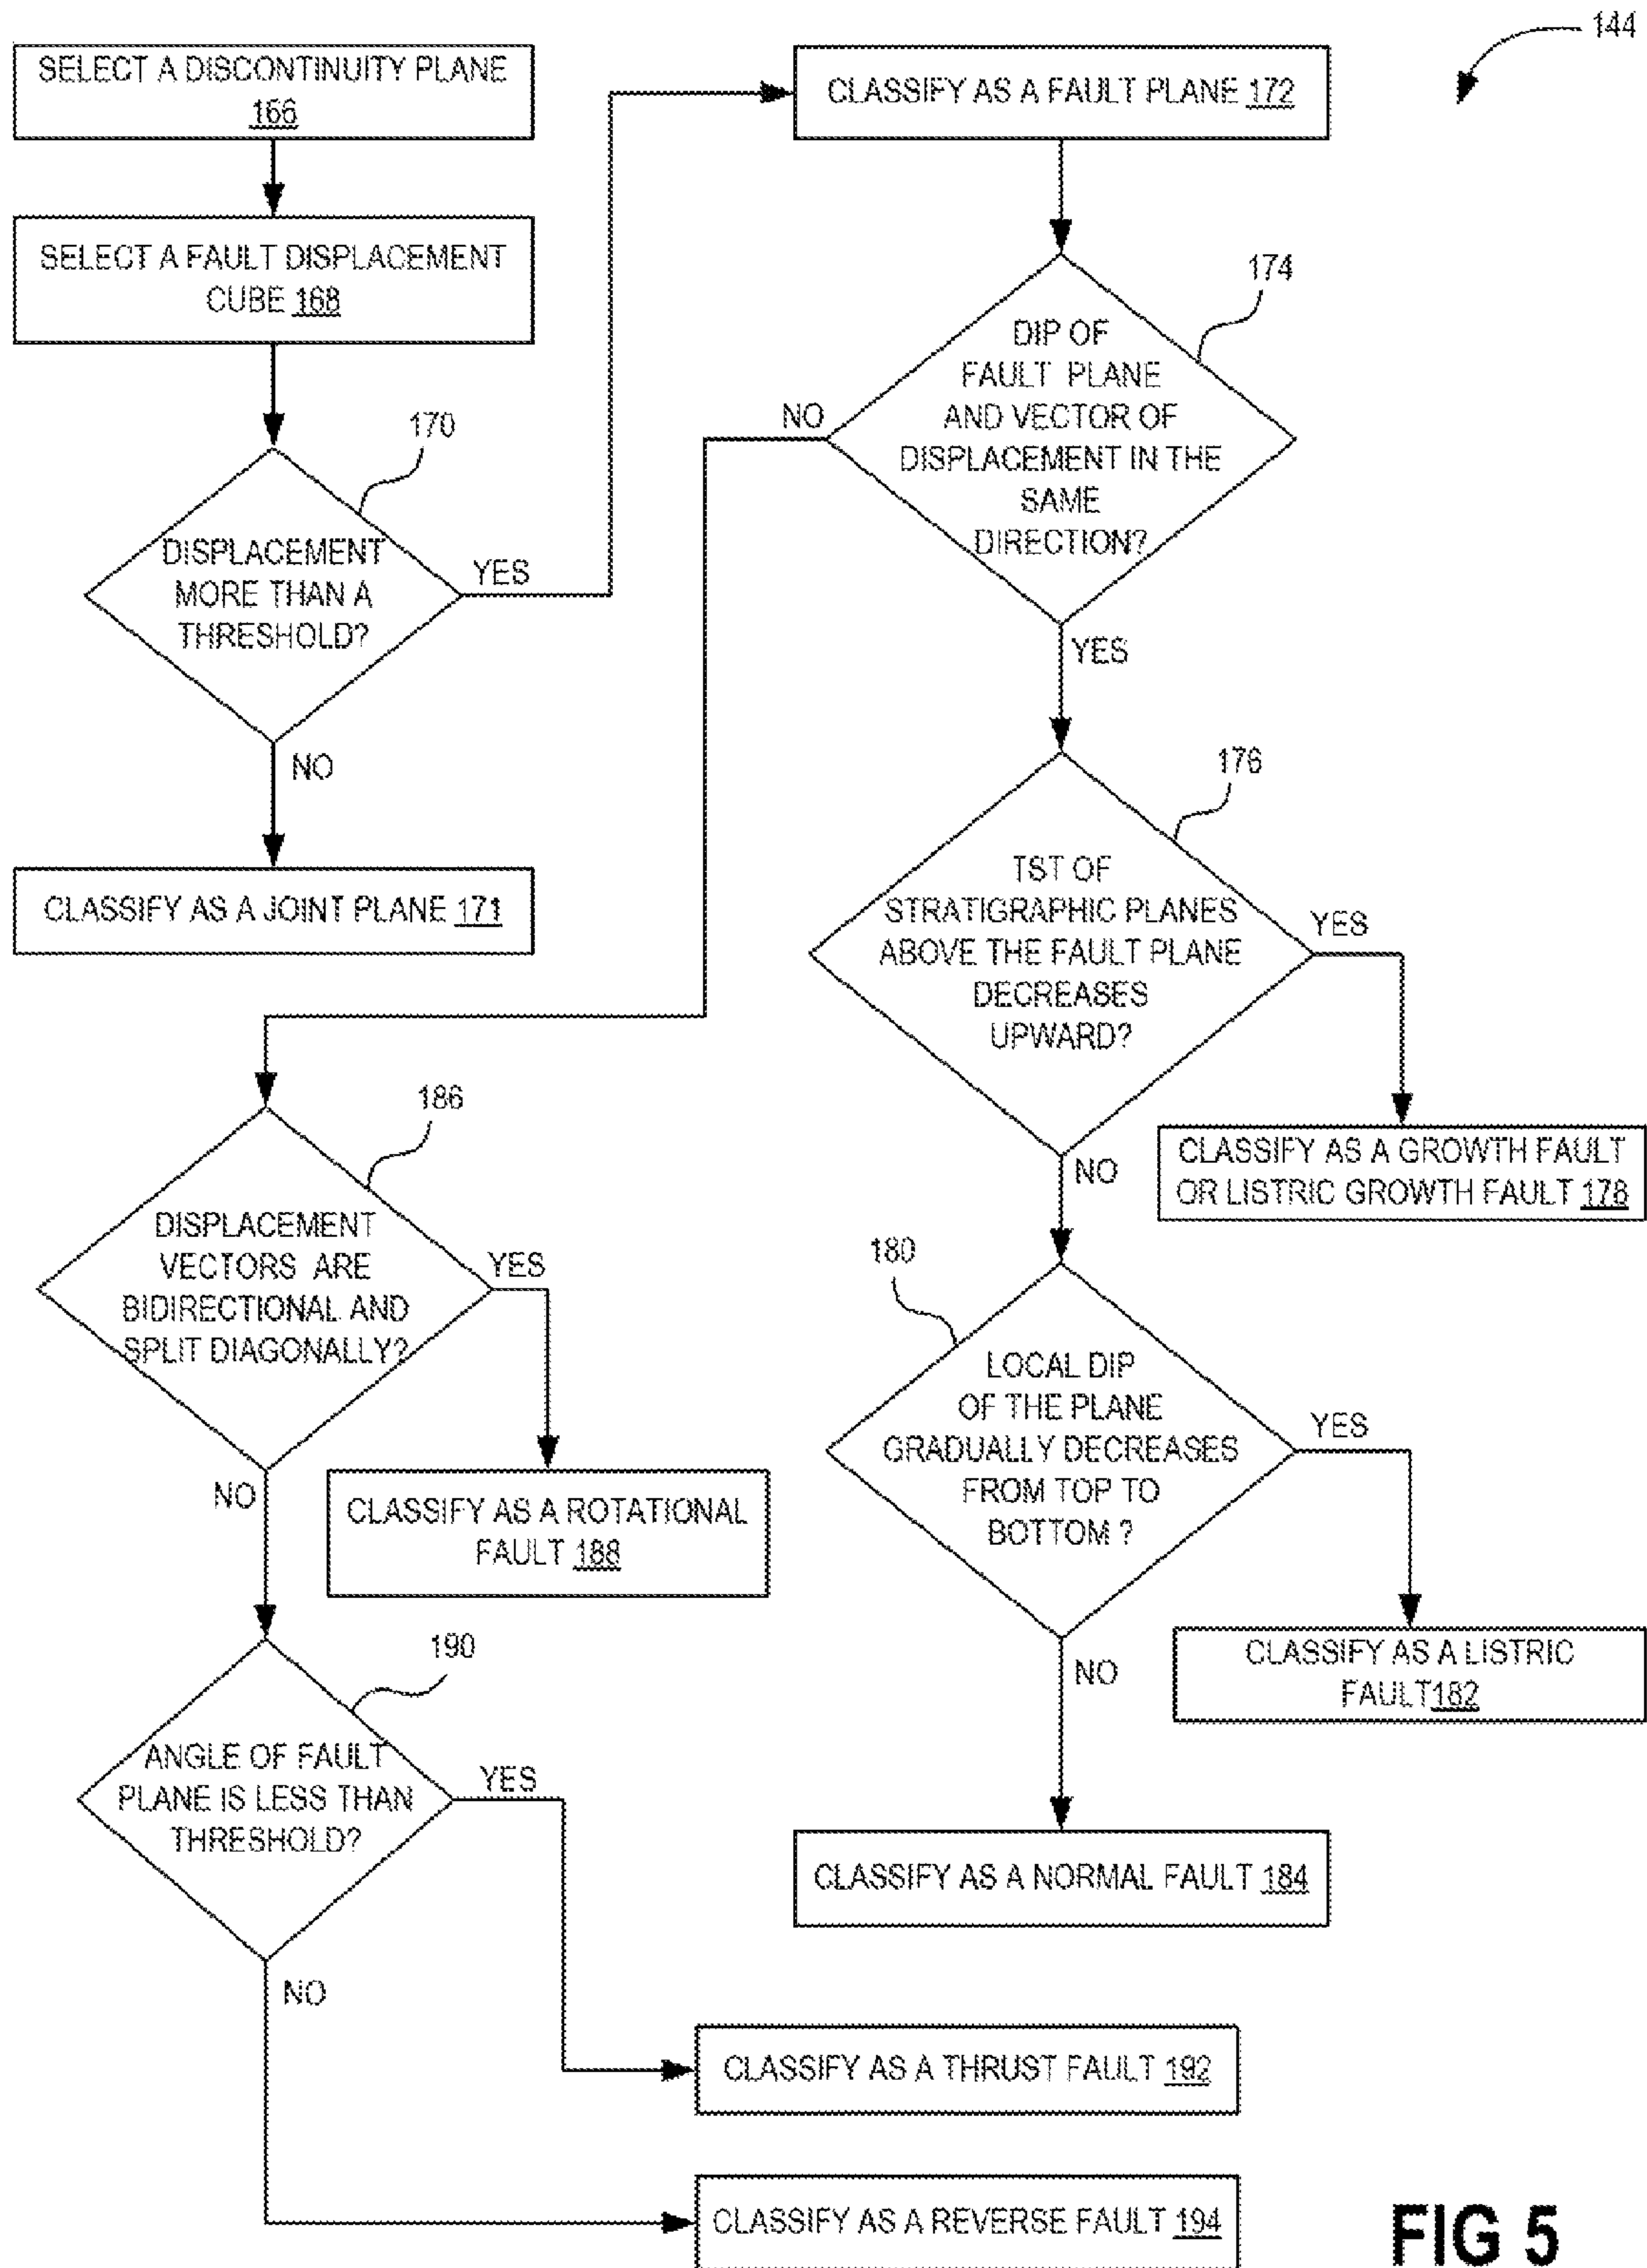 144
SELECT A DISCONTINUITY PLANE
166
SELECT A FAULT DISPLACEMENT
CUBE 168
170
DISPLACEMENT
MORE THAN A
THRESHOLD?
YES
NO
CLASSIFY AS A JOINT PLANE 171
CLASSIFY AS A FAULT PLANE 172
174
DIP OF
FAULT PLANE
AND VECTOR OF
DISPLACEMENT IN THE
SAME
DIRECTION?
NO
YES
176
TST OF
STRATIGRAPHIC PLANES
ABOVE THE FAULT PLANE
DECREASES
UPWARD?
YES
NO
CLASSIFY AS A GROWTH FAULT
OR LISTRIC GROWTH FAULT 178
180
LOCAL DIP
OF THE PLANE
GRADUALLY DECREASES
FROM TOP TO
BOTTOM ?
YES
NO
CLASSIFY AS A LISTRIC
FAULT182
CLASSIFY AS A NORMAL FAULT 184
186
DISPLACEMENT
VECTORS ARE
BIDIRECTIONAL AND
SPLIT DIAGONALLY?
YES
NO
CLASSIFY AS A ROTATIONAL
FAULT 188
190
ANGLE OF FAULT
PLANE IS LESS THAN
THRESHOLD?
YES
NO
CLASSIFY AS A THRUST FAULT 192
CLASSIFY AS A REVERSE FAULT 194
FIG 5